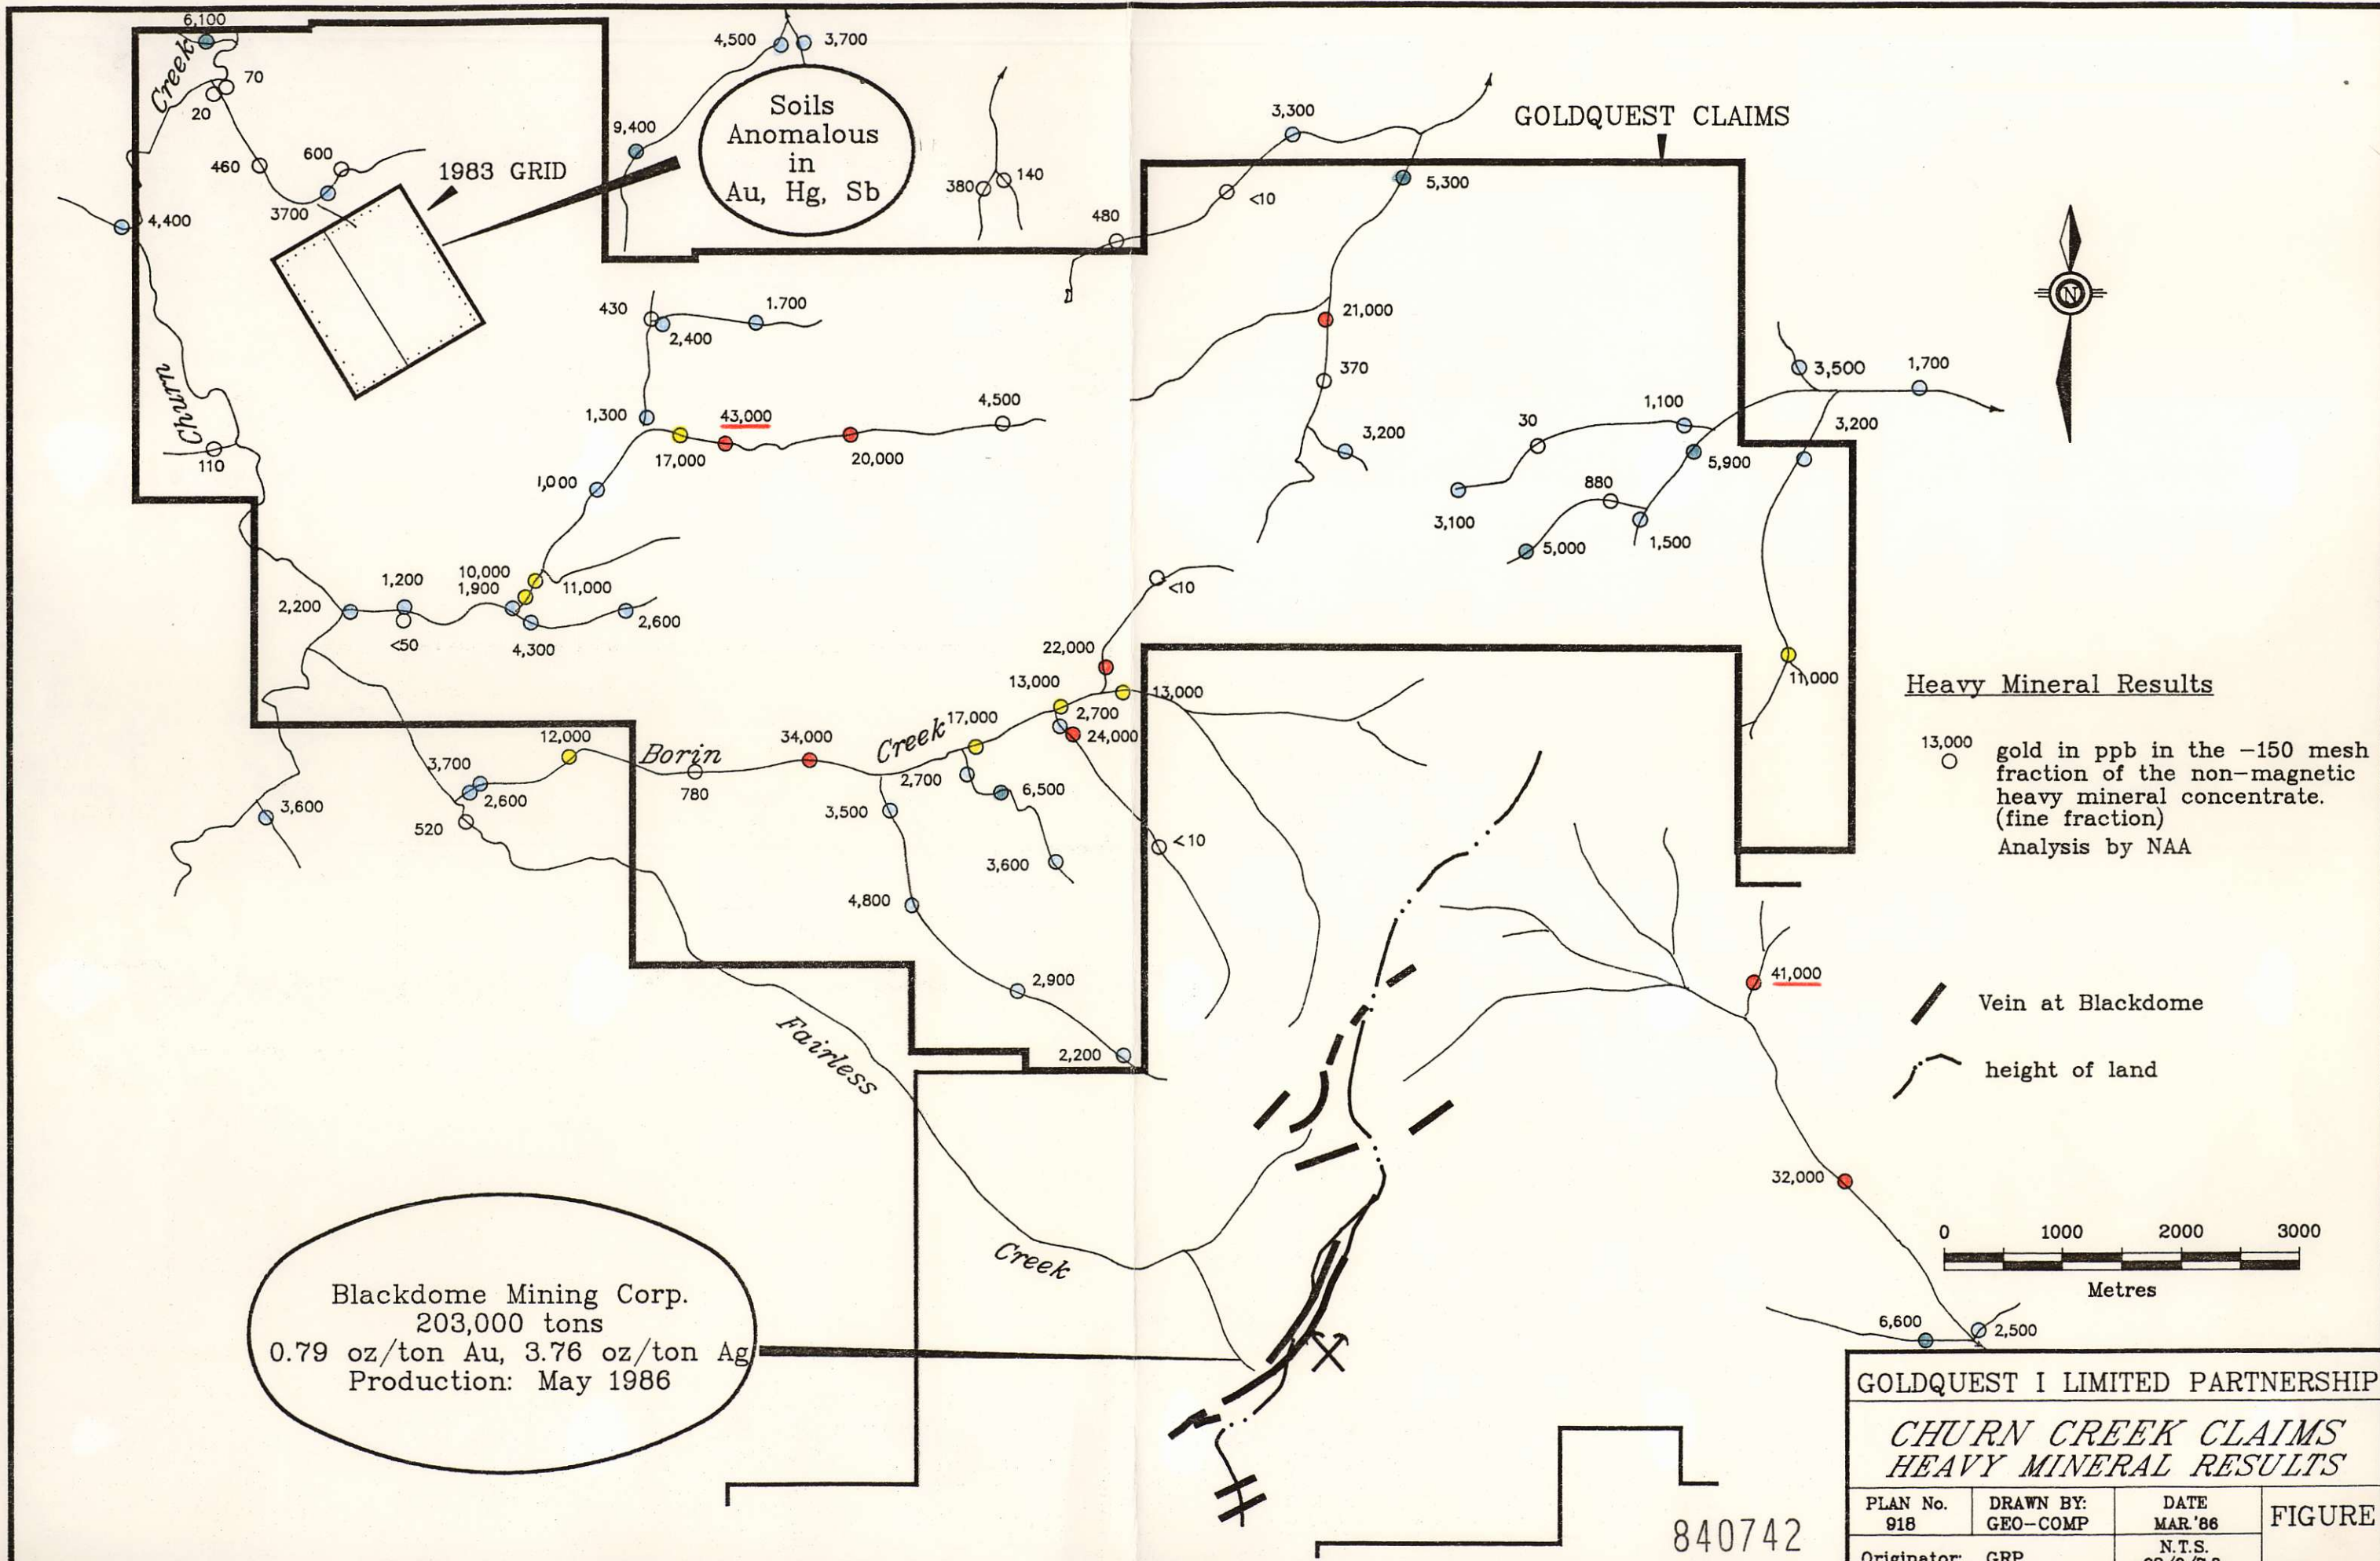 6,100
Creek
70
20
460
600
3700
1983 GRID
4,400
Churn
110
4,500
3,700
9,400
Soils
Anomalous
in
Au, Hg, Sb
380
140
480
3,300
<10
GOLDQUEST CLAIMS
5,300
21,000
370
3,200
430
2,400
1.700
1,300
17,000
43,000
20,000
4,500
1,000
10,000
1,900
11,000
2,600
4,300
1,200
<50
2,200
30
1,100
3,100
5,900
880
5,000
1,500
3,500
1,700
3,200
11,000
<10
22,000
13,000
13,000
2,700
24,000
17,000
Borin
Creek
34,000
780
12,000
3,700
2,600
520
3,600
2,700
6,500
3,500
3,600
<10
4,800
2,900
2,200
Fairless
Creek
Heavy Mineral Results
13,000
gold in ppb in the -150 mesh
fraction of the non-magnetic
heavy mineral concentrate.
(fine fraction)
Analysis by NAA
Vein at Blackdome
height of land
41,000
32,000
0 1000 2000 3000
Metres
6,600
2,500
Blackdome Mining Corp.
203,000 tons
0.79 oz/ton Au, 3.76 oz/ton Ag
Production: May 1986
840742
GOLDQUEST I LIMITED PARTNERSHIP
CHURN CREEK CLAIMS
HEAVY MINERAL RESULTS
PLAN No.
918
DRAWN BY:
GEO-COMP
DATE
MAR.'86
FIGURE
Originator: GRP
N.T.S.